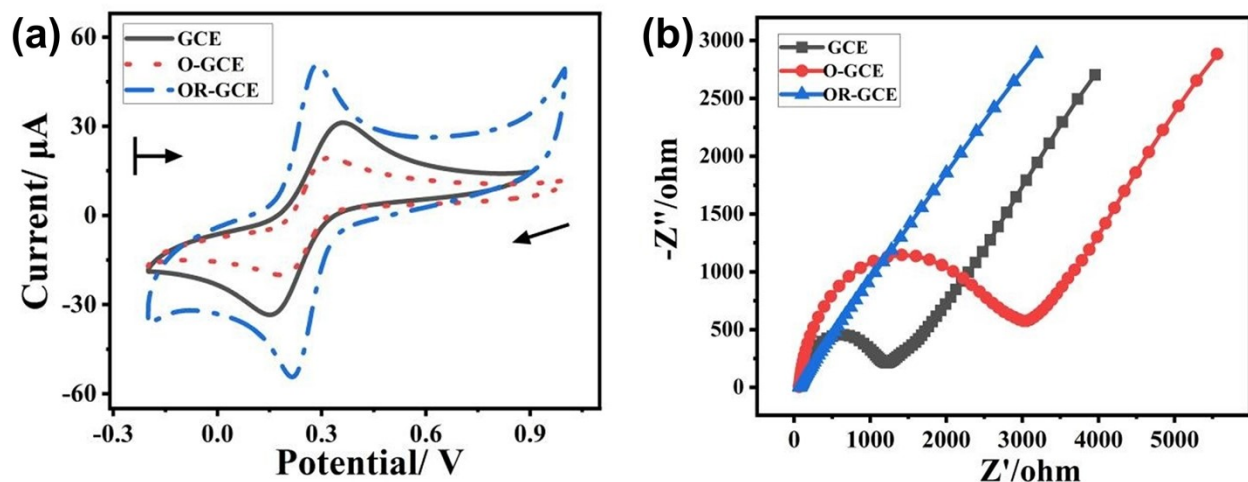 (a)
GCE
O-GCE
OR-GCE
Current/ μA
60
30
0
-30
-60
-0.3 0.0 0.3 0.6 0.9
Potential/ V
(b)
GCE
O-GCE
OR-GCE
-Z"/ohm
3000
2500
2000
1500
1000
500
0
0 1000 2000 3000 4000 5000
Z'/ohm